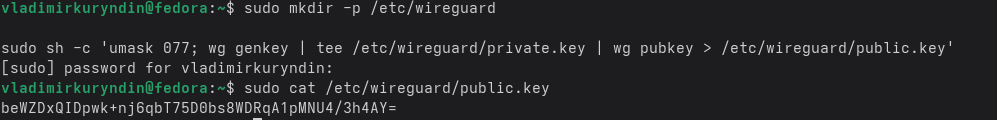 vladimirkuryndin@fedora:~$ sudo mkdir -p /etc/wireguard
sudo sh -c 'umask 077; wg genkey | tee /etc/wireguard/private.key | wg pubkey > /etc/wireguard/public.key'
[sudo] password for vladimirkuryndin:
vladimirkuryndin@fedora:~$ sudo cat /etc/wireguard/public.key
beWZDxQIDpwk+nj6qbT75D0bs8WDRqA1pMNU4/3h4AY=